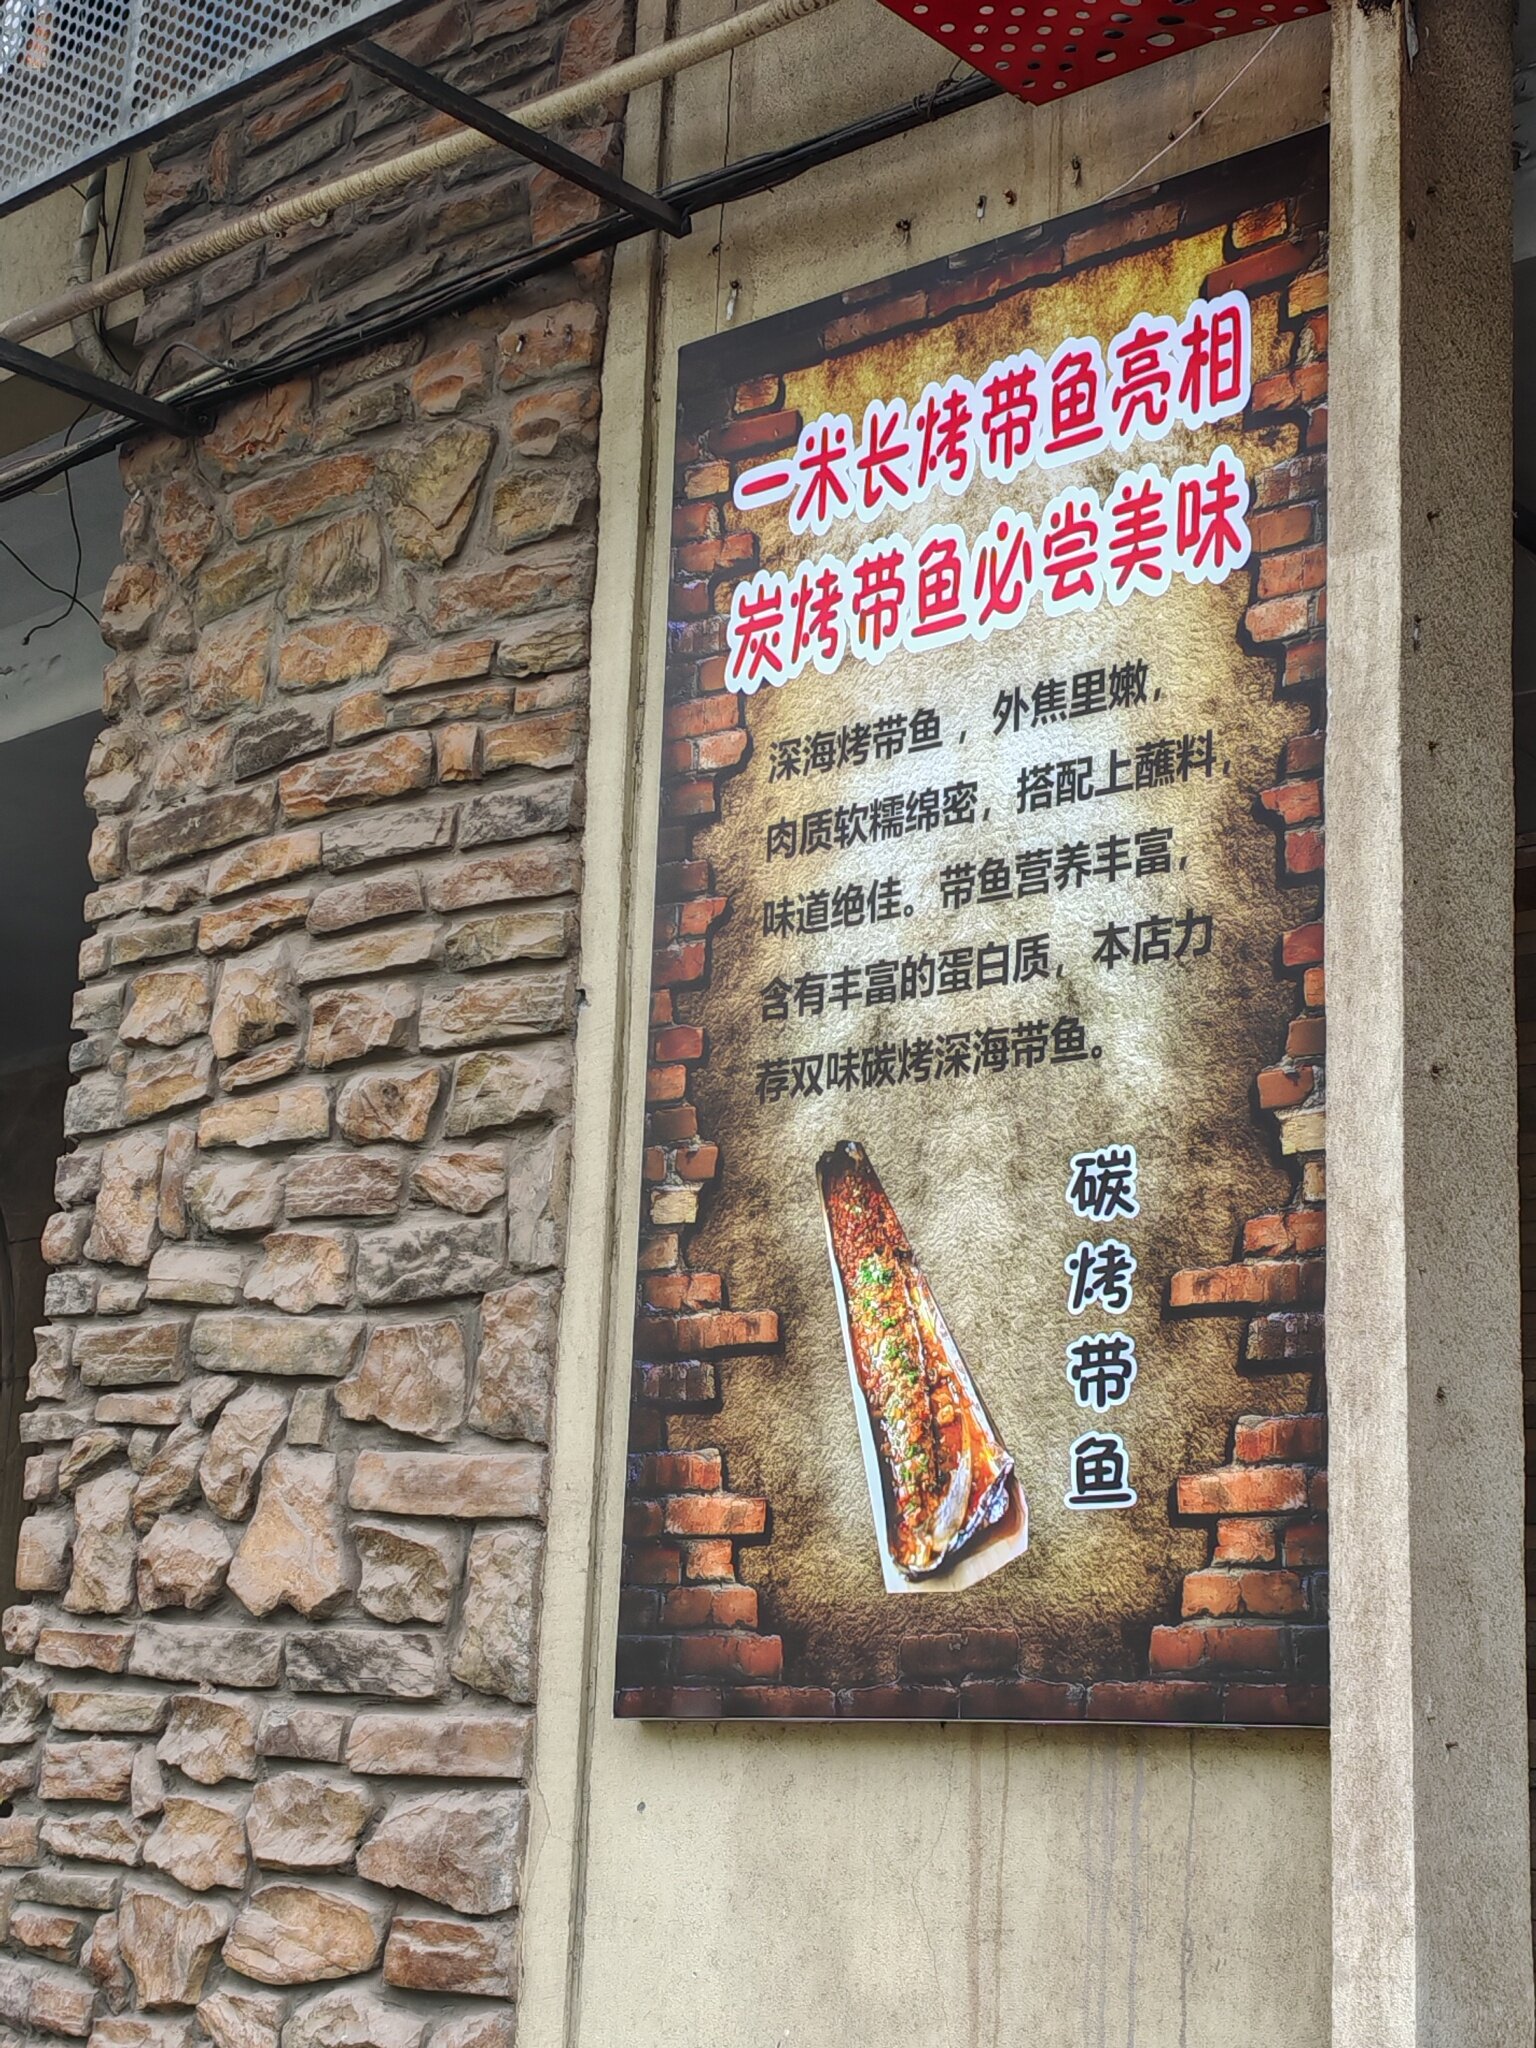 一米长烤带鱼亮相
炭烤带鱼必尝美味
深海烤带鱼，外焦里嫩，
肉质软糯绵密，搭配上蘸料，
味道绝佳。带鱼营养丰富，
含有丰富的蛋白质，本店力
荐双味碳烤深海带鱼。
碳烤带鱼